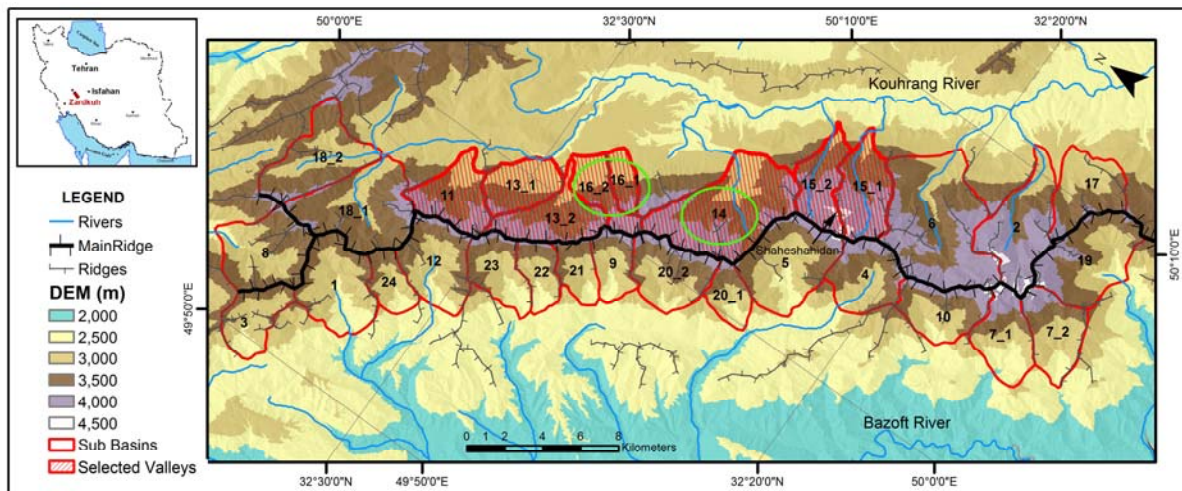 50°0'0"E
32°30'0"N
50°10'0"E
32°20'0"N
Caspian Sea
Tehran
Isfahan
Zardkuh
N
Kouhrang River
18_2
17
11
13_1
16_2
16_1
15_2
15_1
18_1
13_2
14
6
2
8
Shaheshahidan
19
12
23
22
21
9
20_2
5
4
1
24
20_1
10
3
7_1
7_2
50°10'0"E
49°50'0"E
LEGEND
Rivers
MainRidge
Ridges
DEM (m)
2,000
2,500
3,000
3,500
4,000
4,500
Sub Basins
Selected Valleys
Bazoft River
0 1 2 4 6 8
Kilometers
32°30'0"N
49°50'0"E
32°20'0"N
50°0'0"E